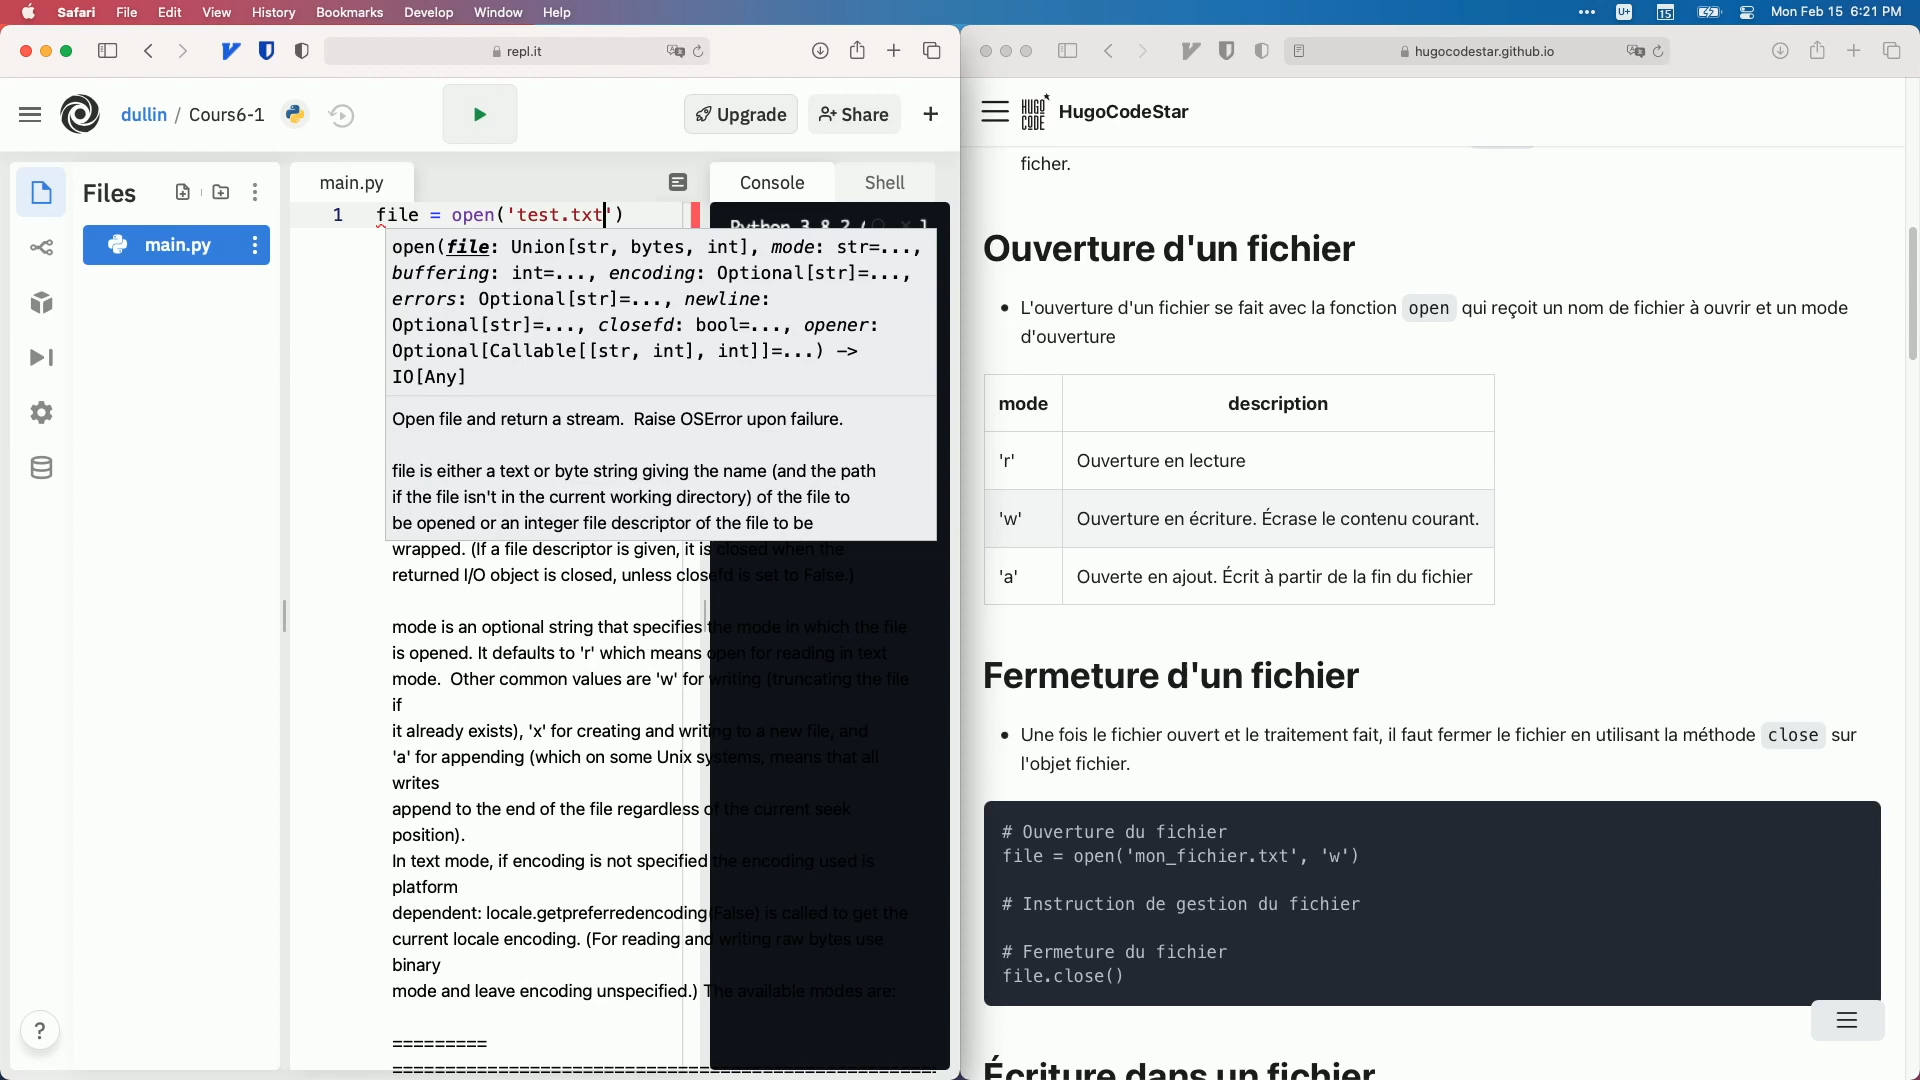 Safari File Edit View History Bookmarks Develop Window Help
U+ 15 Mon Feb 15 6:21 PM
repl.it
dullin / Cours6-1
Upgrade
Share
Files
main.py
main.py
Console
Shell
1 file = open('test.txt')
open(file: Union[str, bytes, int], mode: str=...,
buffering: int=..., encoding: Optional[str]=...,
errors: Optional[str]=..., newline:
Optional[str]=..., closefd: bool=..., opener:
Optional[Callable[[str, int], int]]=...) ->
IO[Any]
Open file and return a stream. Raise OSError upon failure.
file is either a text or byte string giving the name (and the path
if the file isn't in the current working directory) of the file to
be opened or an integer file descriptor of the file to be
wrapped. (If a file descriptor is given, it is closed when the
returned I/O object is closed, unless closefd is set to False.)
mode is an optional string that specifies the mode in which the file
is opened. It defaults to 'r' which means open for reading in text
mode. Other common values are 'w' for writing (truncating the file
if
it already exists), 'x' for creating and writing to a new file, and
'a' for appending (which on some Unix systems, means that all
writes
append to the end of the file regardless of the current seek
position).
In text mode, if encoding is not specified the encoding used is
platform
dependent: locale.getpreferredencoding(False) is called to get the
current locale encoding. (For reading and writing raw bytes use
binary
mode and leave encoding unspecified.) The available modes are:
=========
?
hugocodestar.github.io
HUGO
CODE
HugoCodeStar
ficher.
Ouverture d'un fichier
• L'ouverture d'un fichier se fait avec la fonction open qui reçoit un nom de fichier à ouvrir et un mode
d'ouverture
mode description
'r' Ouverture en lecture
'w' Ouverture en écriture. Écrase le contenu courant.
'a' Ouverte en ajout. Écrit à partir de la fin du fichier
Fermeture d'un fichier
• Une fois le fichier ouvert et le traitement fait, il faut fermer le fichier en utilisant la méthode close sur
l'objet fichier.
# Ouverture du fichier
file = open('mon_fichier.txt', 'w')
# Instruction de gestion du fichier
# Fermeture du fichier
file.close()
Écriture dans un fichier